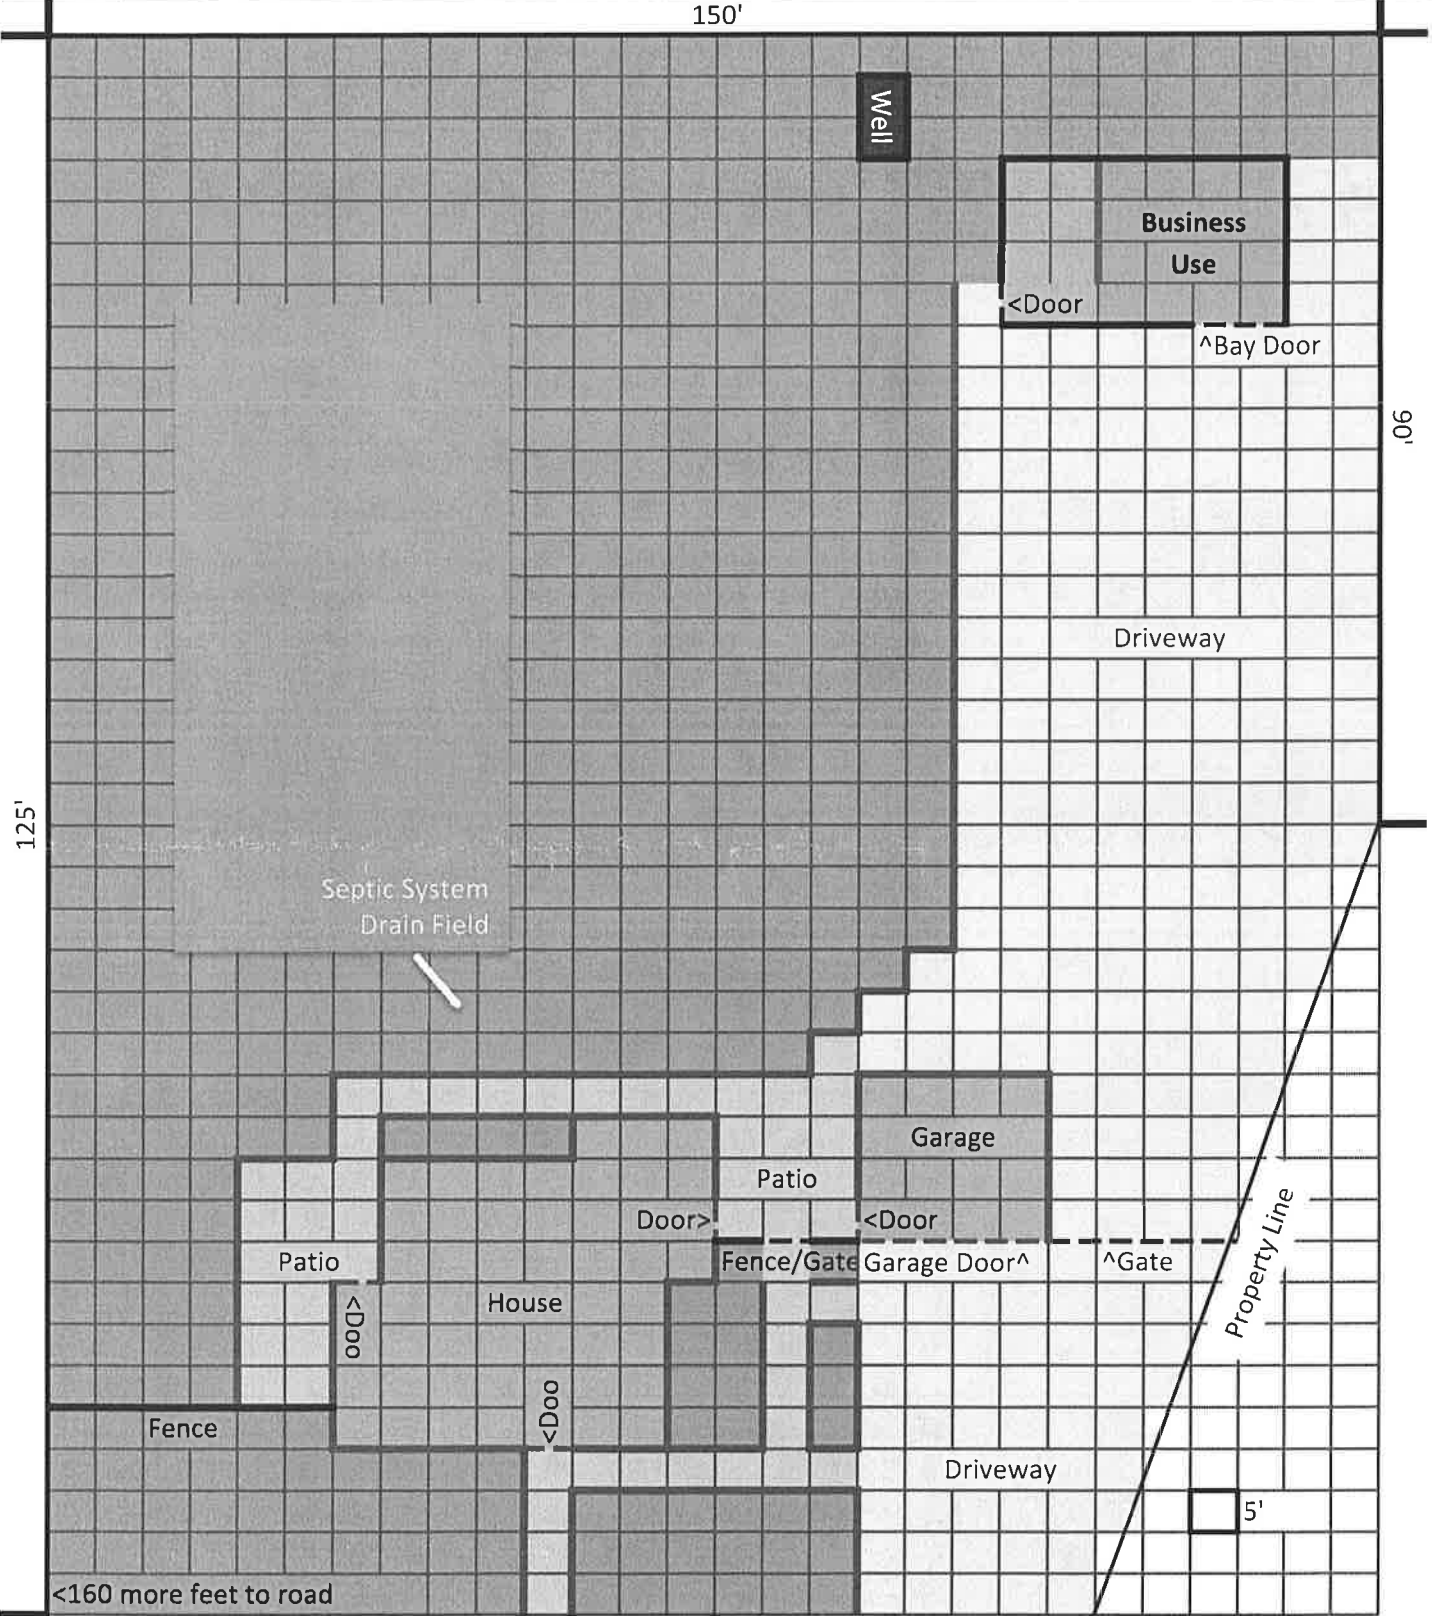 150'
Well
Business
Use
<Door
^Bay Door
90'
Driveway
125'
Septic System
Drain Field
Garage
Patio
Door>
<Door
Patio
Fence/Gate
Garage Door^
^Gate
House
<Doo
Property Line
<Doo
Fence
Driveway
5'
<160 more feet to road